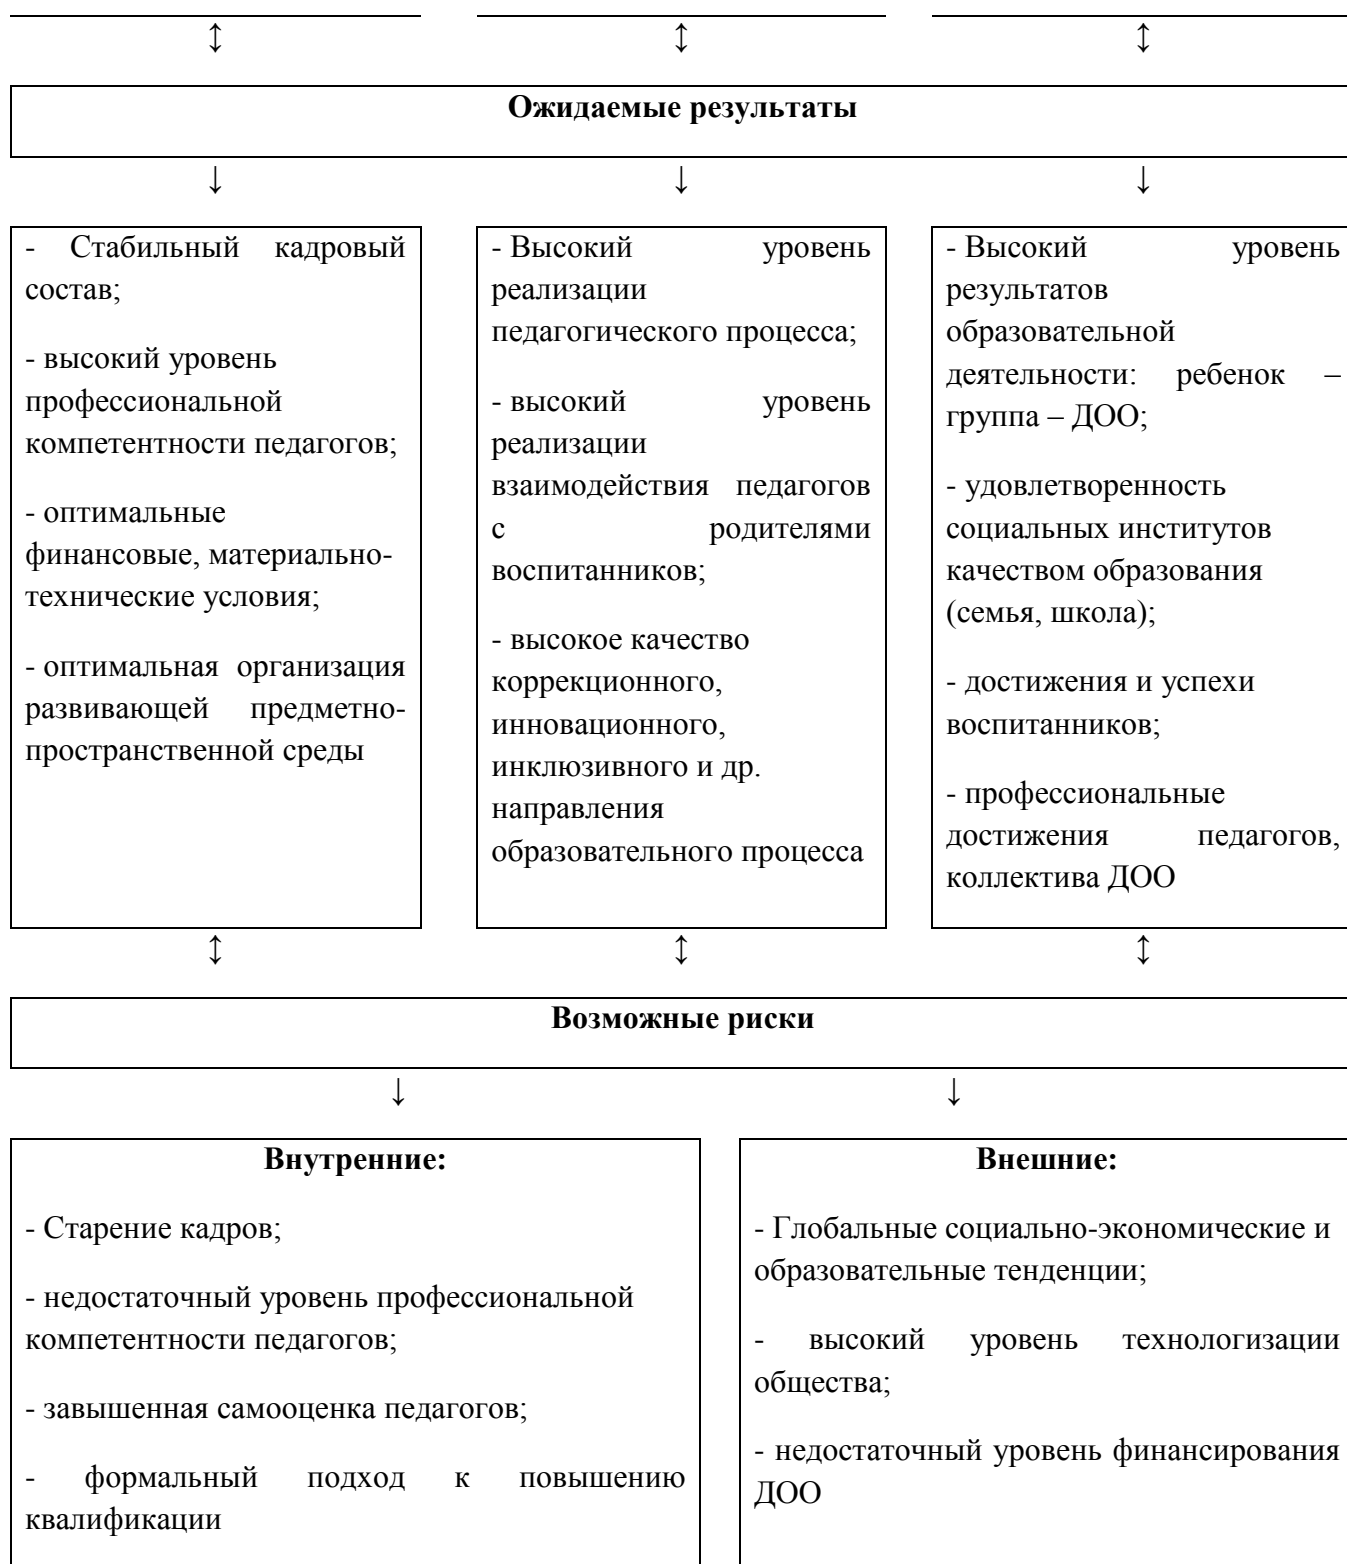 Ожидаемые результаты
- Стабильный кадровый
состав;
- высокий уровень
профессиональной
компетентности педагогов;
- оптимальные
финансовые, материально-
технические условия;
- оптимальная организация
развивающей предметно-
пространственной среды
- Высокий уровень
реализации
педагогического процесса;
- высокий уровень
реализации
взаимодействия педагогов
с родителями
воспитанников;
- высокое качество
коррекционного,
инновационного,
инклюзивного и др.
направления
образовательного процесса
- Высокий уровень
результатов
образовательной
деятельности: ребенок –
группа – ДОО;
- удовлетворенность
социальных институтов
качеством образования
(семья, школа);
- достижения и успехи
воспитанников;
- профессиональные
достижения педагогов,
коллектива ДОО
Возможные риски
Внутренние:
- Старение кадров;
- недостаточный уровень профессиональной
компетентности педагогов;
- завышенная самооценка педагогов;
- формальный подход к повышению
квалификации
Внешние:
- Глобальные социально-экономические и
образовательные тенденции;
- высокий уровень технологизации
общества;
- недостаточный уровень финансирования
ДОО